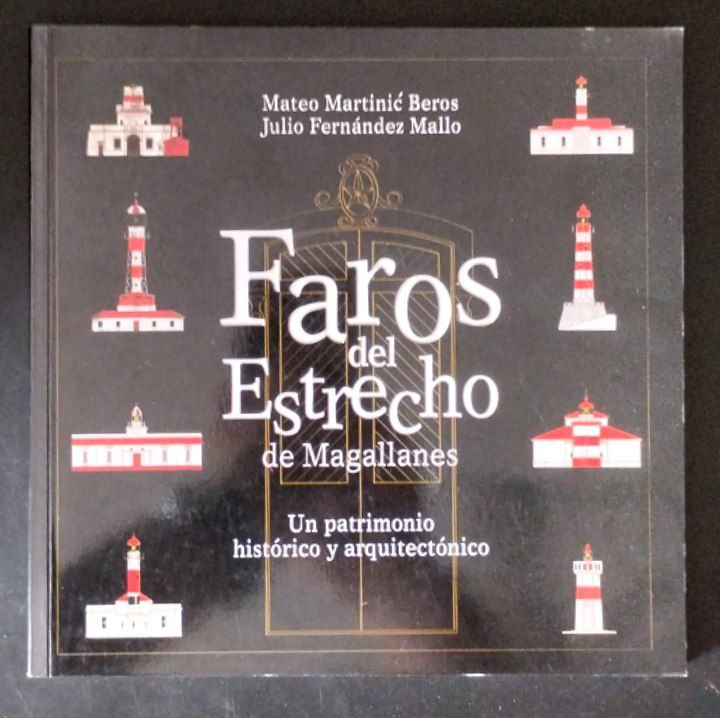 Mateo Martinić Beros
Julio Fernández Mallo
Faros
del
Estrecho
de Magallanes
Un patrimonio
histórico y arquitectónico